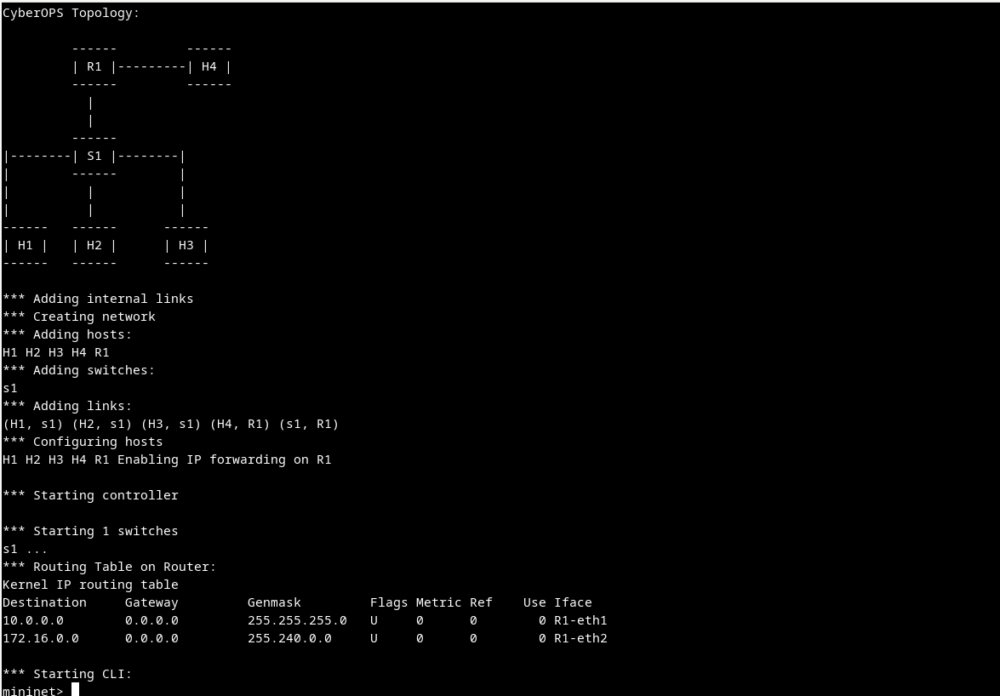 CyberOPS Topology:

         ------         ------
         | R1 |---------| H4 |
         ------         ------
           |
           |
         ------
|--------| S1 |--------|
|        ------        |
|          |           |
|          |           |
------   ------      ------
| H1 |   | H2 |      | H3 |
------   ------      ------

*** Adding internal links
*** Creating network
*** Adding hosts:
H1 H2 H3 H4 R1
*** Adding switches:
s1
*** Adding links:
(H1, s1) (H2, s1) (H3, s1) (H4, R1) (s1, R1)
*** Configuring hosts
H1 H2 H3 H4 R1 Enabling IP forwarding on R1

*** Starting controller

*** Starting 1 switches
s1 ...
*** Routing Table on Router:
Kernel IP routing table
Destination     Gateway         Genmask         Flags Metric Ref    Use Iface
10.0.0.0        0.0.0.0         255.255.255.0   U     0      0        0 R1-eth1
172.16.0.0      0.0.0.0         255.240.0.0     U     0      0        0 R1-eth2

*** Starting CLI:
mininet>